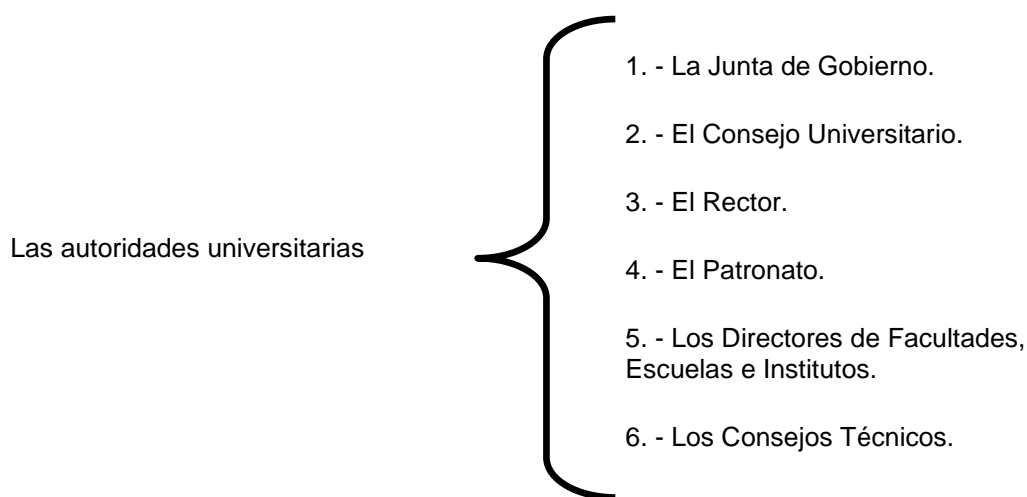 Las autoridades universitarias
1. - La Junta de Gobierno.
2. - El Consejo Universitario.
3. - El Rector.
4. - El Patronato.
5. - Los Directores de Facultades,
Escuelas e Institutos.
6. - Los Consejos Técnicos.